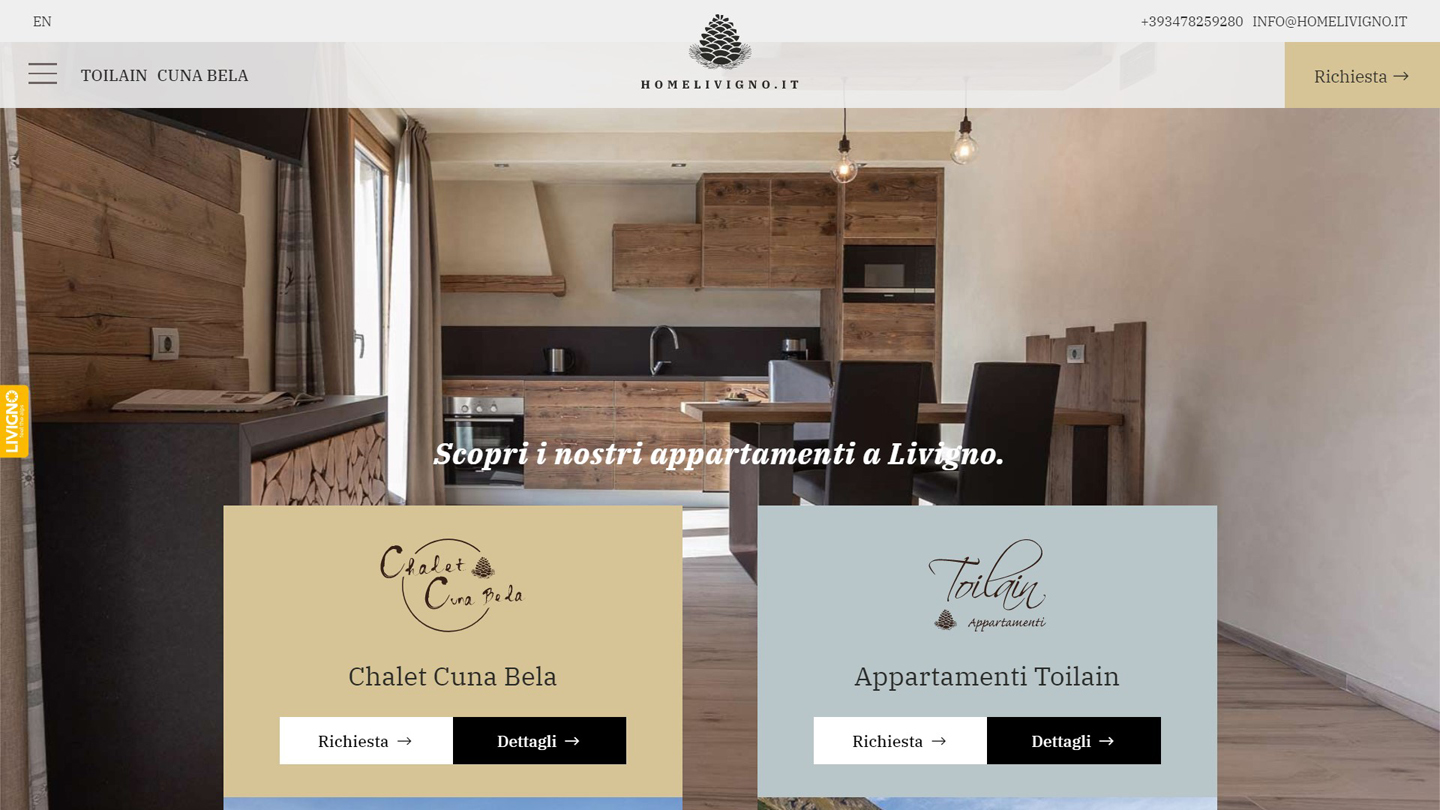 EN
+393478259280 INFO@HOMELIVIGNO.IT
TOILAIN CUNA BELA
HOMELIVIGNO.IT
Richiesta →
LIVIGNO
Scopri i nostri appartamenti a Livigno.
Chalet
Cuna Bela
Chalet Cuna Bela
Richiesta →
Dettagli →
Toilain
Appartamenti
Appartamenti Toilain
Richiesta →
Dettagli →